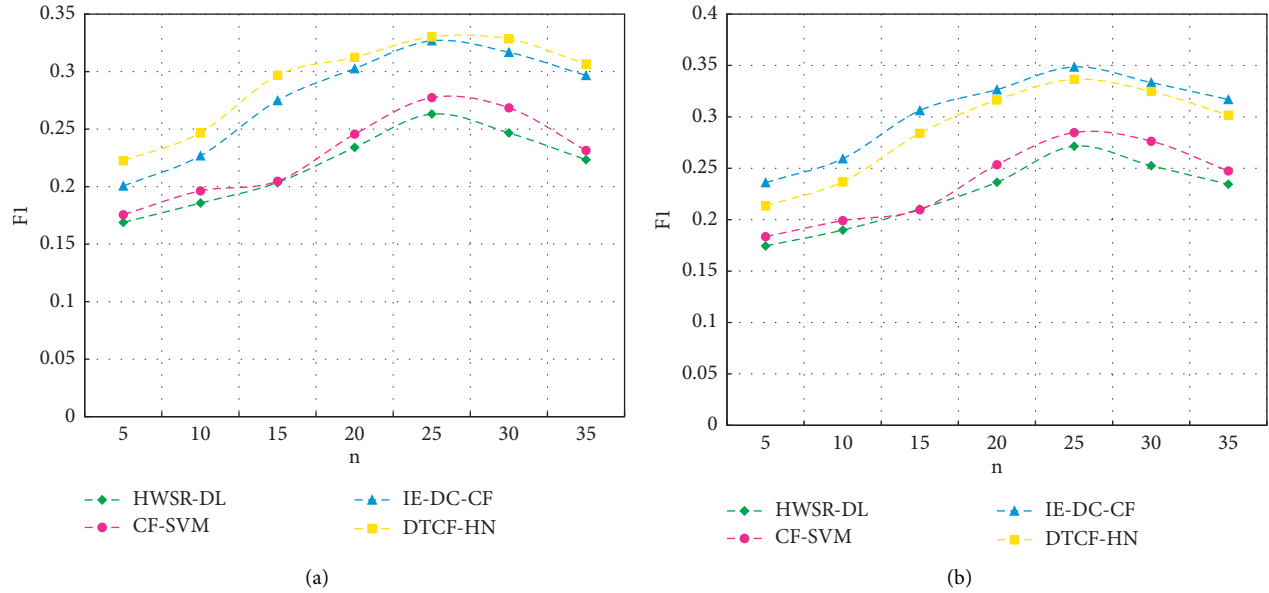 0.35
0.3
0.25
0.2
0.15
0.1
0.05
0
F1
5 10 15 20 25 30 35
n
HWSR-DL IE-DC-CF
CF-SVM DTCF-HN
(a)
0.4
0.35
0.3
0.25
0.2
0.15
0.1
0.05
0
F1
5 10 15 20 25 30 35
n
HWSR-DL IE-DC-CF
CF-SVM DTCF-HN
(b)